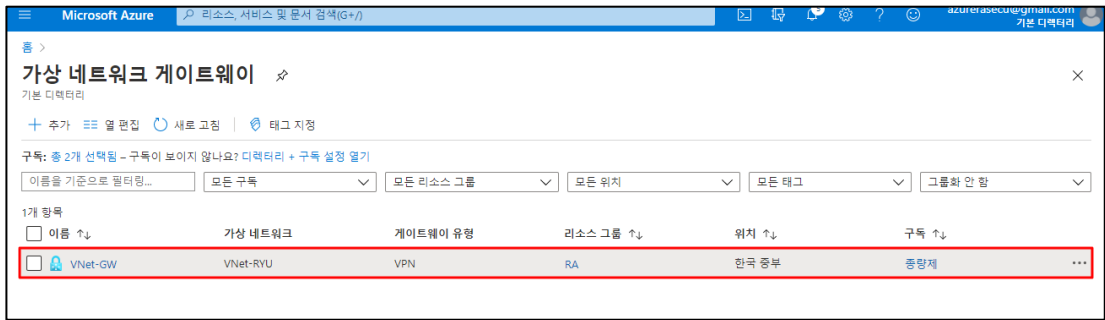 Microsoft Azure 리소스, 서비스 및 문서 검색(G+/) azurerasecu@gmail.com
기본 디렉터리
홈 >
가상 네트워크 게이트웨이
기본 디렉터리
+ 추가 열 편집 새로 고침 태그 지정
구독: 총 2개 선택됨 – 구독이 보이지 않나요? 디렉터리 + 구독 설정 열기
이름을 기준으로 필터링... 모든 구독 모든 리소스 그룹 모든 위치 모든 태그 그룹화 안 함
1개 항목
이름 ↑↓ 가상 네트워크 게이트웨이 유형 리소스 그룹 ↑↓ 위치 ↑↓ 구독 ↑↓
VNet-GW VNet-RYU VPN RA 한국 중부 종량제 ...